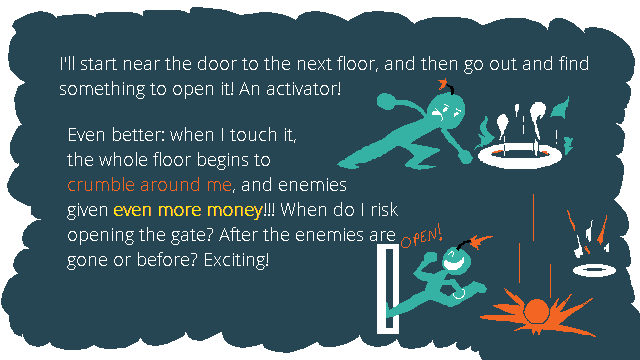 I'll start near the door to the next floor, and then go out and find
something to open it! An activator!
Even better: when I touch it,
the whole floor begins to
crumble around me, and enemies
given even more money!!! When do I risk
opening the gate? After the enemies are
gone or before? Exciting!
OPEN!